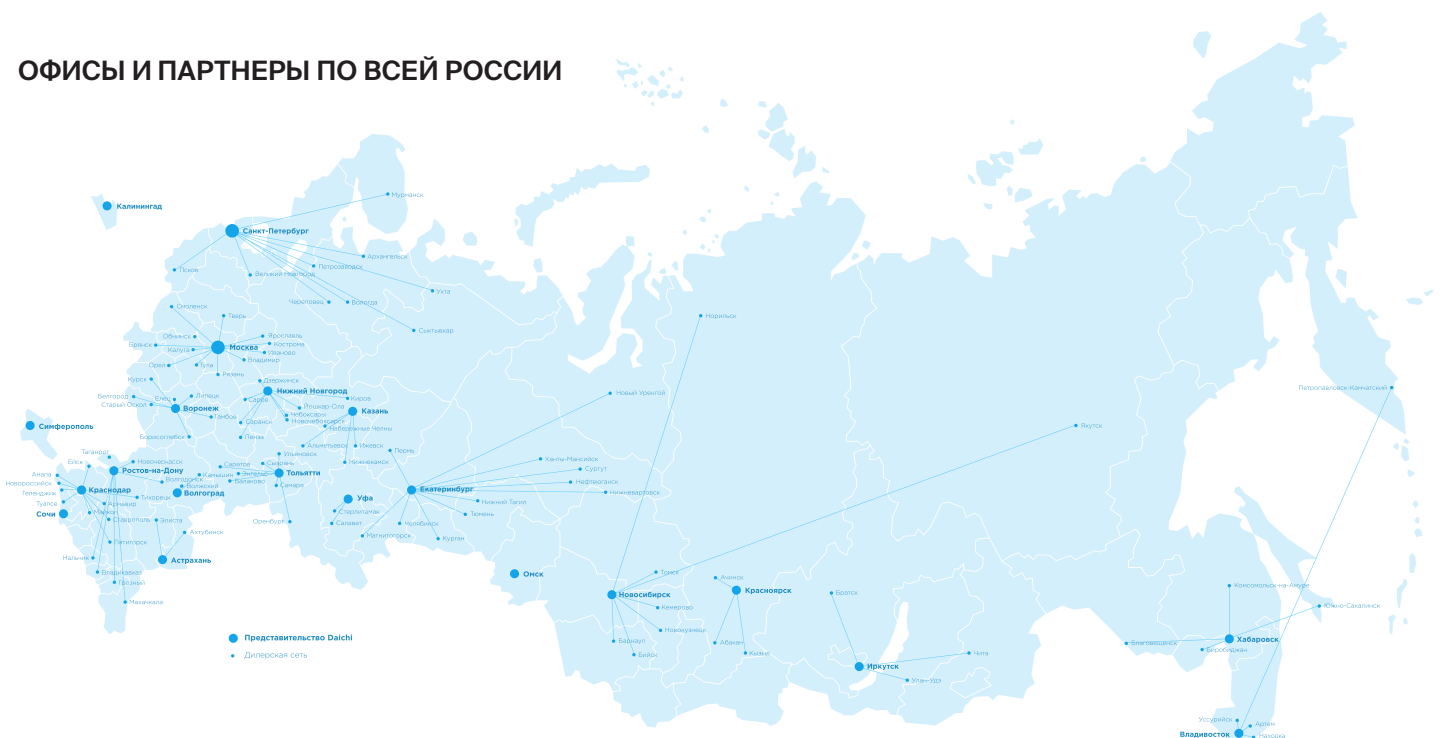 ОФИСЫ И ПАРТНЕРЫ ПО ВСЕЙ РОССИИ
Мурманск
Калининград
Санкт-Петербург
Архангельск
Петрозаводск
Псков
Великий Новгород
Ухта
Череповец
Вологда
Смоленск
Норильск
Тверь
Сыктывкар
Обнинск
Ярославль
Брянск
Калуга
Москва
Кострома
Иваново
Владимир
Орел
Тула
Рязань
Курск
Дзержинск
Петропавловск-Камчатский
Нижний Новгород
Новый Уренгой
Белгород
Елец
Липецк
Саров
Киров
Старый Оскол
Воронеж
Йошкар-Ола
Казань
Тамбов
Чебоксары
Новочебоксарск
Саранск
Симферополь
Набережные Челны
Якутск
Борисоглебск
Пенза
Альметьевск
Ижевск
Таганрог
Ульяновск
Пермь
Ейск
Новочеркасск
Саратов
Сызрань
Нижнекамск
Ханты-Мансийск
Анапа
Ростов-на-Дону
Камышин
Энгельс
Тольятти
Сургут
Новороссийск
Волгодонск
Волжский
Балаково
Самара
Нефтеюганск
Геленджик
Краснодар
Волгоград
Екатеринбург
Нижневартовск
Туапсе
Армавир
Тихорецк
Уфа
Нижний Тагил
Сочи
Майкоп
Ставрополь
Элиста
Стерлитамак
Тюмень
Оренбург
Салават
Челябинск
Ахтубинск
Магнитогорск
Курган
Пятигорск
Нальчик
Астрахань
Владикавказ
Омск
Томск
Ачинск
Грозный
Новосибирск
Красноярск
Братск
Комсомольск-на-Амуре
Махачкала
Кемерово
Южно-Сахалинск
Новокузнецк
Представительство Daichi
Барнаул
Абакан
Благовещенск
Хабаровск
Дилерская сеть
Бийск
Кызыл
Чита
Биробиджан
Иркутск
Улан-Удэ
Уссурийск
Артем
Владивосток
Находка